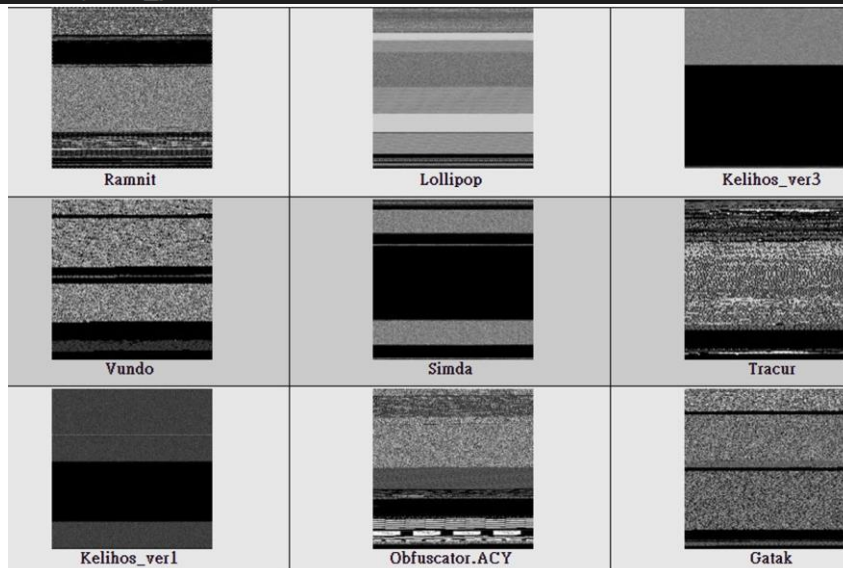 Ramnit
Lollipop
Kelihos_ver3
Vundo
Simda
Tracur
Kelihos_ver1
Obfuscator.ACY
Gatak